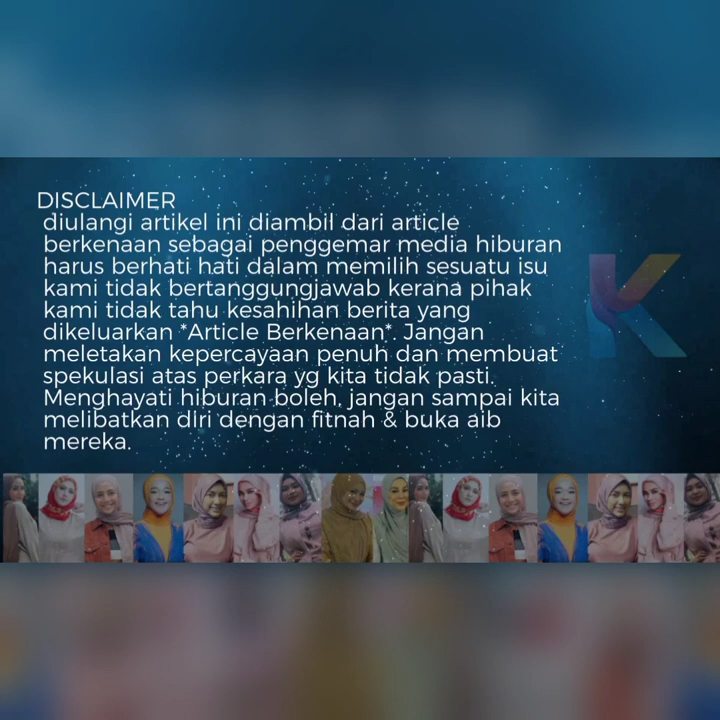 DISCLAIMER
diulangi artikel ini diambil dari article
berkenaan sebagai penggemar media hiburan
harus berhati hati dalam memilih sesuatu isu
kami tidak bertanggungjawab kerana pihak
kami tidak tahu kesahihan berita yang
dikeluarkan *Article Berkenaan*. Jangan
meletakan kepercayaan penuh dan membuat
spekulasi atas perkara yg kita tidak pasti.
Menghayati hiburan boleh, jangan sampai kita
melibatkan diri dengan fitnah & buka aib
mereka.
K